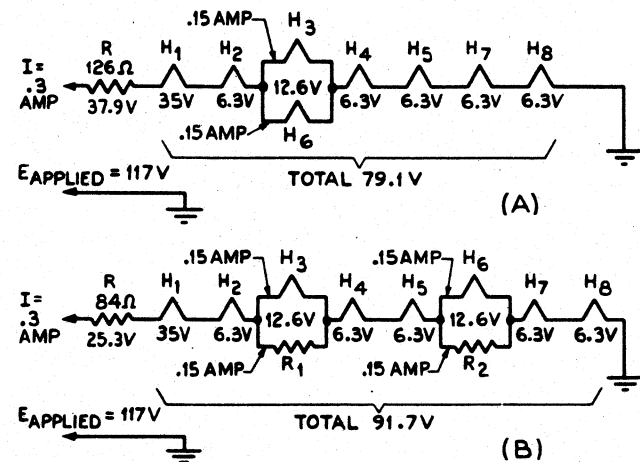 .15 AMP H3
I= R H1 H2 H4 H5 H7 H8
.3 126Ω 12.6V
AMP 37.9V 35V 6.3V 6.3V 6.3V 6.3V 6.3V
.15 AMP H6
EAPPLIED = 117V TOTAL 79.1 V
(A)
.15 AMP H3 .15 AMP H6
I= R H1 H2 H4 H5 H7 H8
.3 84Ω 12.6V 12.6V
AMP 25.3V 35V 6.3V 6.3V 6.3V 6.3V 6.3V
.15 AMP R1 .15 AMP R2
EAPPLIED = 117V TOTAL 91.7V
(B)